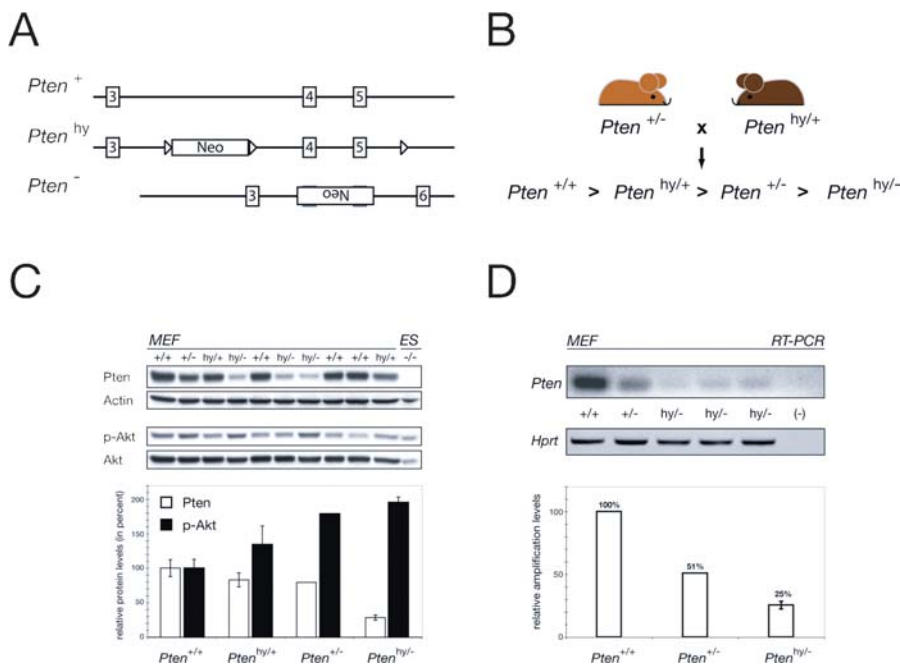 A
Pten +
3 4 5
Pten hy
3 Neo 4 5
Pten -
3 Neo 6
B
Pten +/- x Pten hy/+
Pten +/+ > Pten hy/+ > Pten +/- > Pten hy/-
C
MEF ES
+/+ +/- hy/+ hy/- +/+ hy/- hy/- +/+ +/+ hy/+ -/-
Pten
Actin
p-Akt
Akt
relative protein levels (in percent)
200
150
100
50
0
Pten
p-Akt
Pten +/+ Pten hy/+ Pten +/- Pten hy/-
D
MEF RT-PCR
Pten
+/+ +/- hy/- hy/- hy/- (-)
Hprt
relative amplification levels
100
50
0
100%
51%
25%
Pten +/+ Pten +/- Pten hy/-